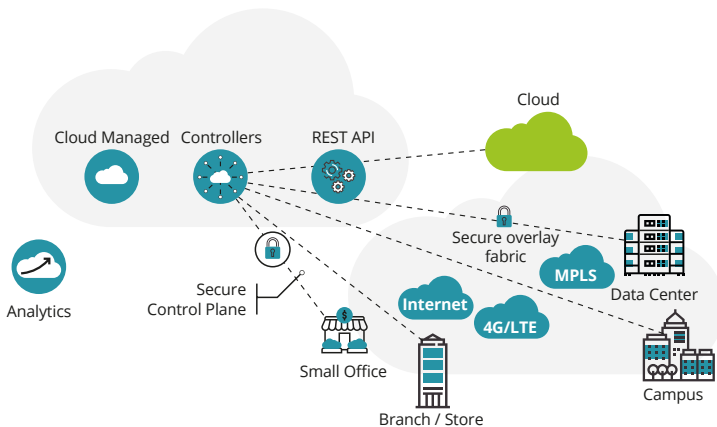 Cloud
Cloud Managed
Controllers
REST API
Secure overlay
fabric
MPLS
Data Center
Analytics
Secure
Control Plane
Internet
4G/LTE
$
Small Office
Campus
Branch / Store